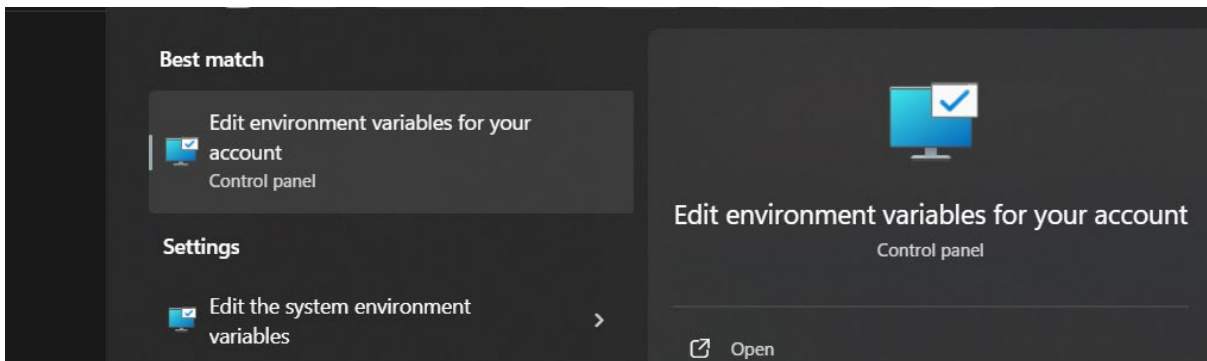 Best match
Edit environment variables for your
account
Control panel
Settings
Edit the system environment
variables
Edit environment variables for your account
Control panel
Open